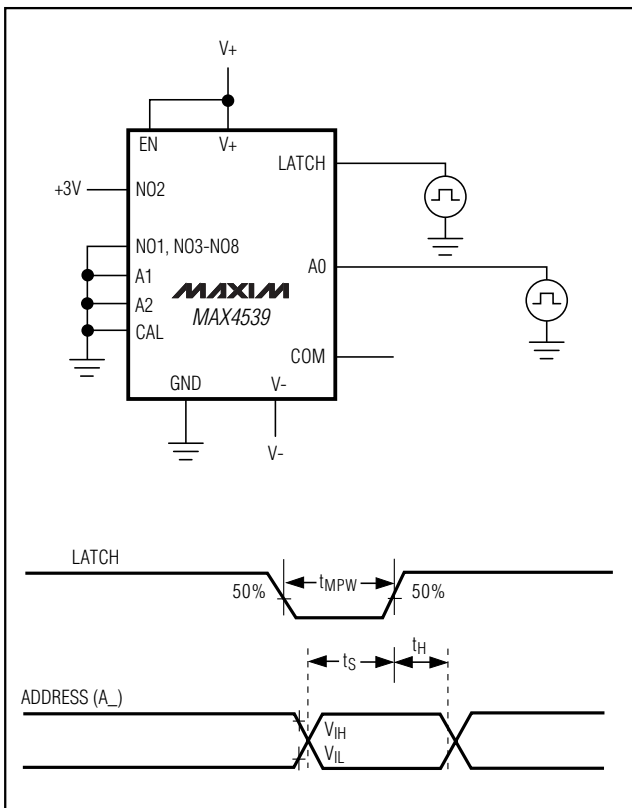 V+
EN
V+
LATCH
+3V
NO2
NO1, NO3-NO8
A0
A1
MAXIM
A2
MAX4539
CAL
COM
GND
V-
V-
LATCH
50%
tMPW
50%
tS
tH
ADDRESS (A_)
VIH
VIL